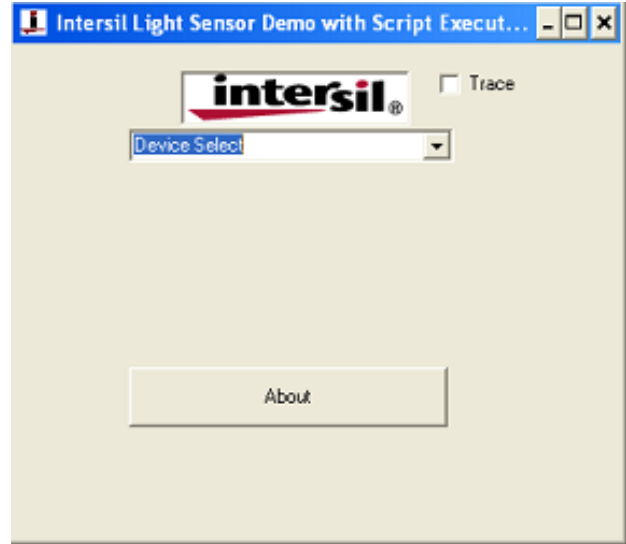 Intersil Light Sensor Demo with Script Execut...
intersil®
Trace
Device Select
About